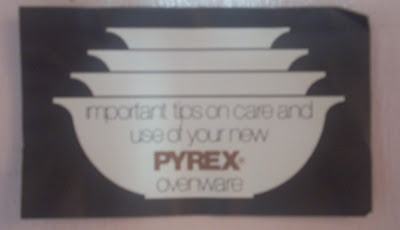 important tips on care and
use of your new
PYREX®
ovenware